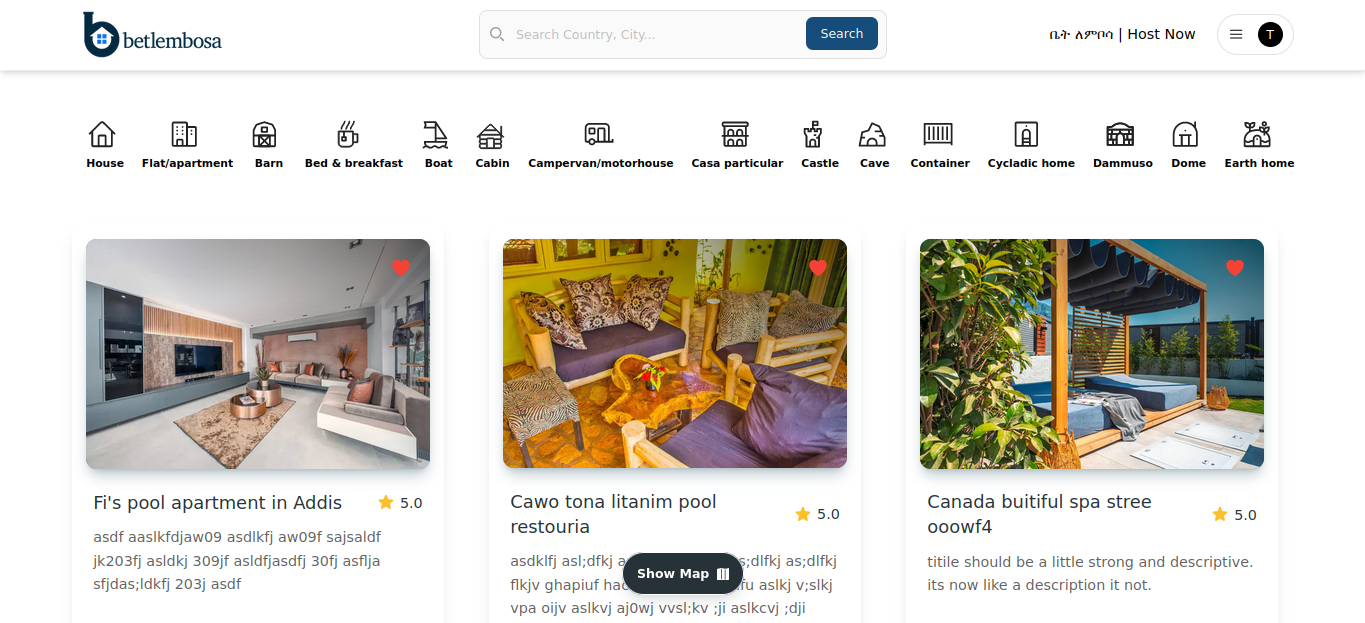 betlembosa
Search Country, City...
Search
ቤት ለምቦሳ | Host Now
T
House
Flat/apartment
Barn
Bed & breakfast
Boat
Cabin
Campervan/motorhouse
Casa particular
Castle
Cave
Container
Cycladic home
Dammuso
Dome
Earth home
Fi's pool apartment in Addis
5.0
asdf aaslkfdjaw09 asdlkfj aw09f sajsaldf
jk203fj asldkj 309jf asldfjasdfj 30fj asflja
sfjdas;ldkfj 203j asdf
Cawo tona litanim pool
restouria
5.0
asdklfj asl;dfkj as;dlfkj as;dlfkj
flkjv ghapiuf aslkj v;slkj
vpa oijv aslkvj aj0wj vvsl;kv ;jj aslkcvj ;dji
Canada buitiful spa stree
ooowf4
5.0
titile should be a little strong and descriptive.
its now like a description it not.
Show Map